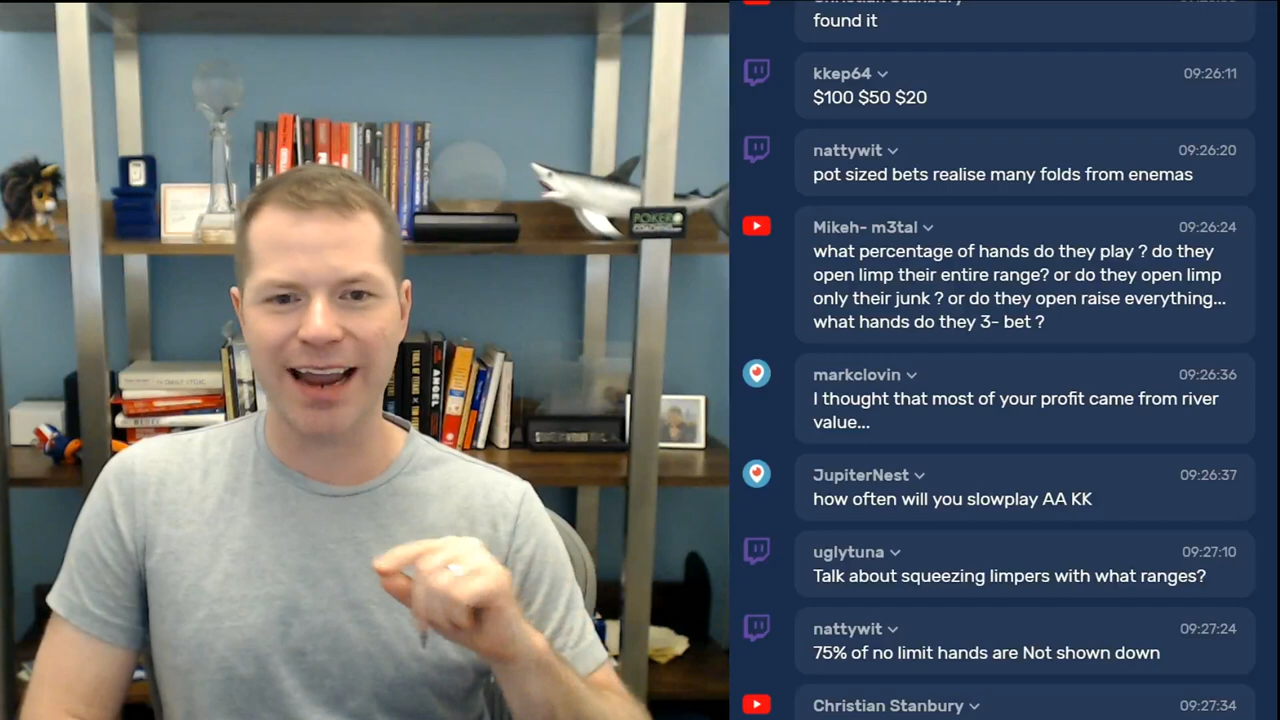 found it
kkep64
09:26:11
$100 $50 $20
nattywit
09:26:20
pot sized bets realise many folds from enemas
Mikeh- m3tal
09:26:24
what percentage of hands do they play ? do they
open limp their entire range? or do they open limp
only their junk ? or do they open raise everything...
what hands do they 3- bet ?
markclovin
09:26:36
I thought that most of your profit came from river
value...
JupiterNest
09:26:37
how often will you slowplay AA KK
uglytuna
09:27:10
Talk about squeezing limpers with what ranges?
nattywit
09:27:24
75% of no limit hands are Not shown down
Christian Stanbury
09:27:34
POKER
COACHING
ANGEL